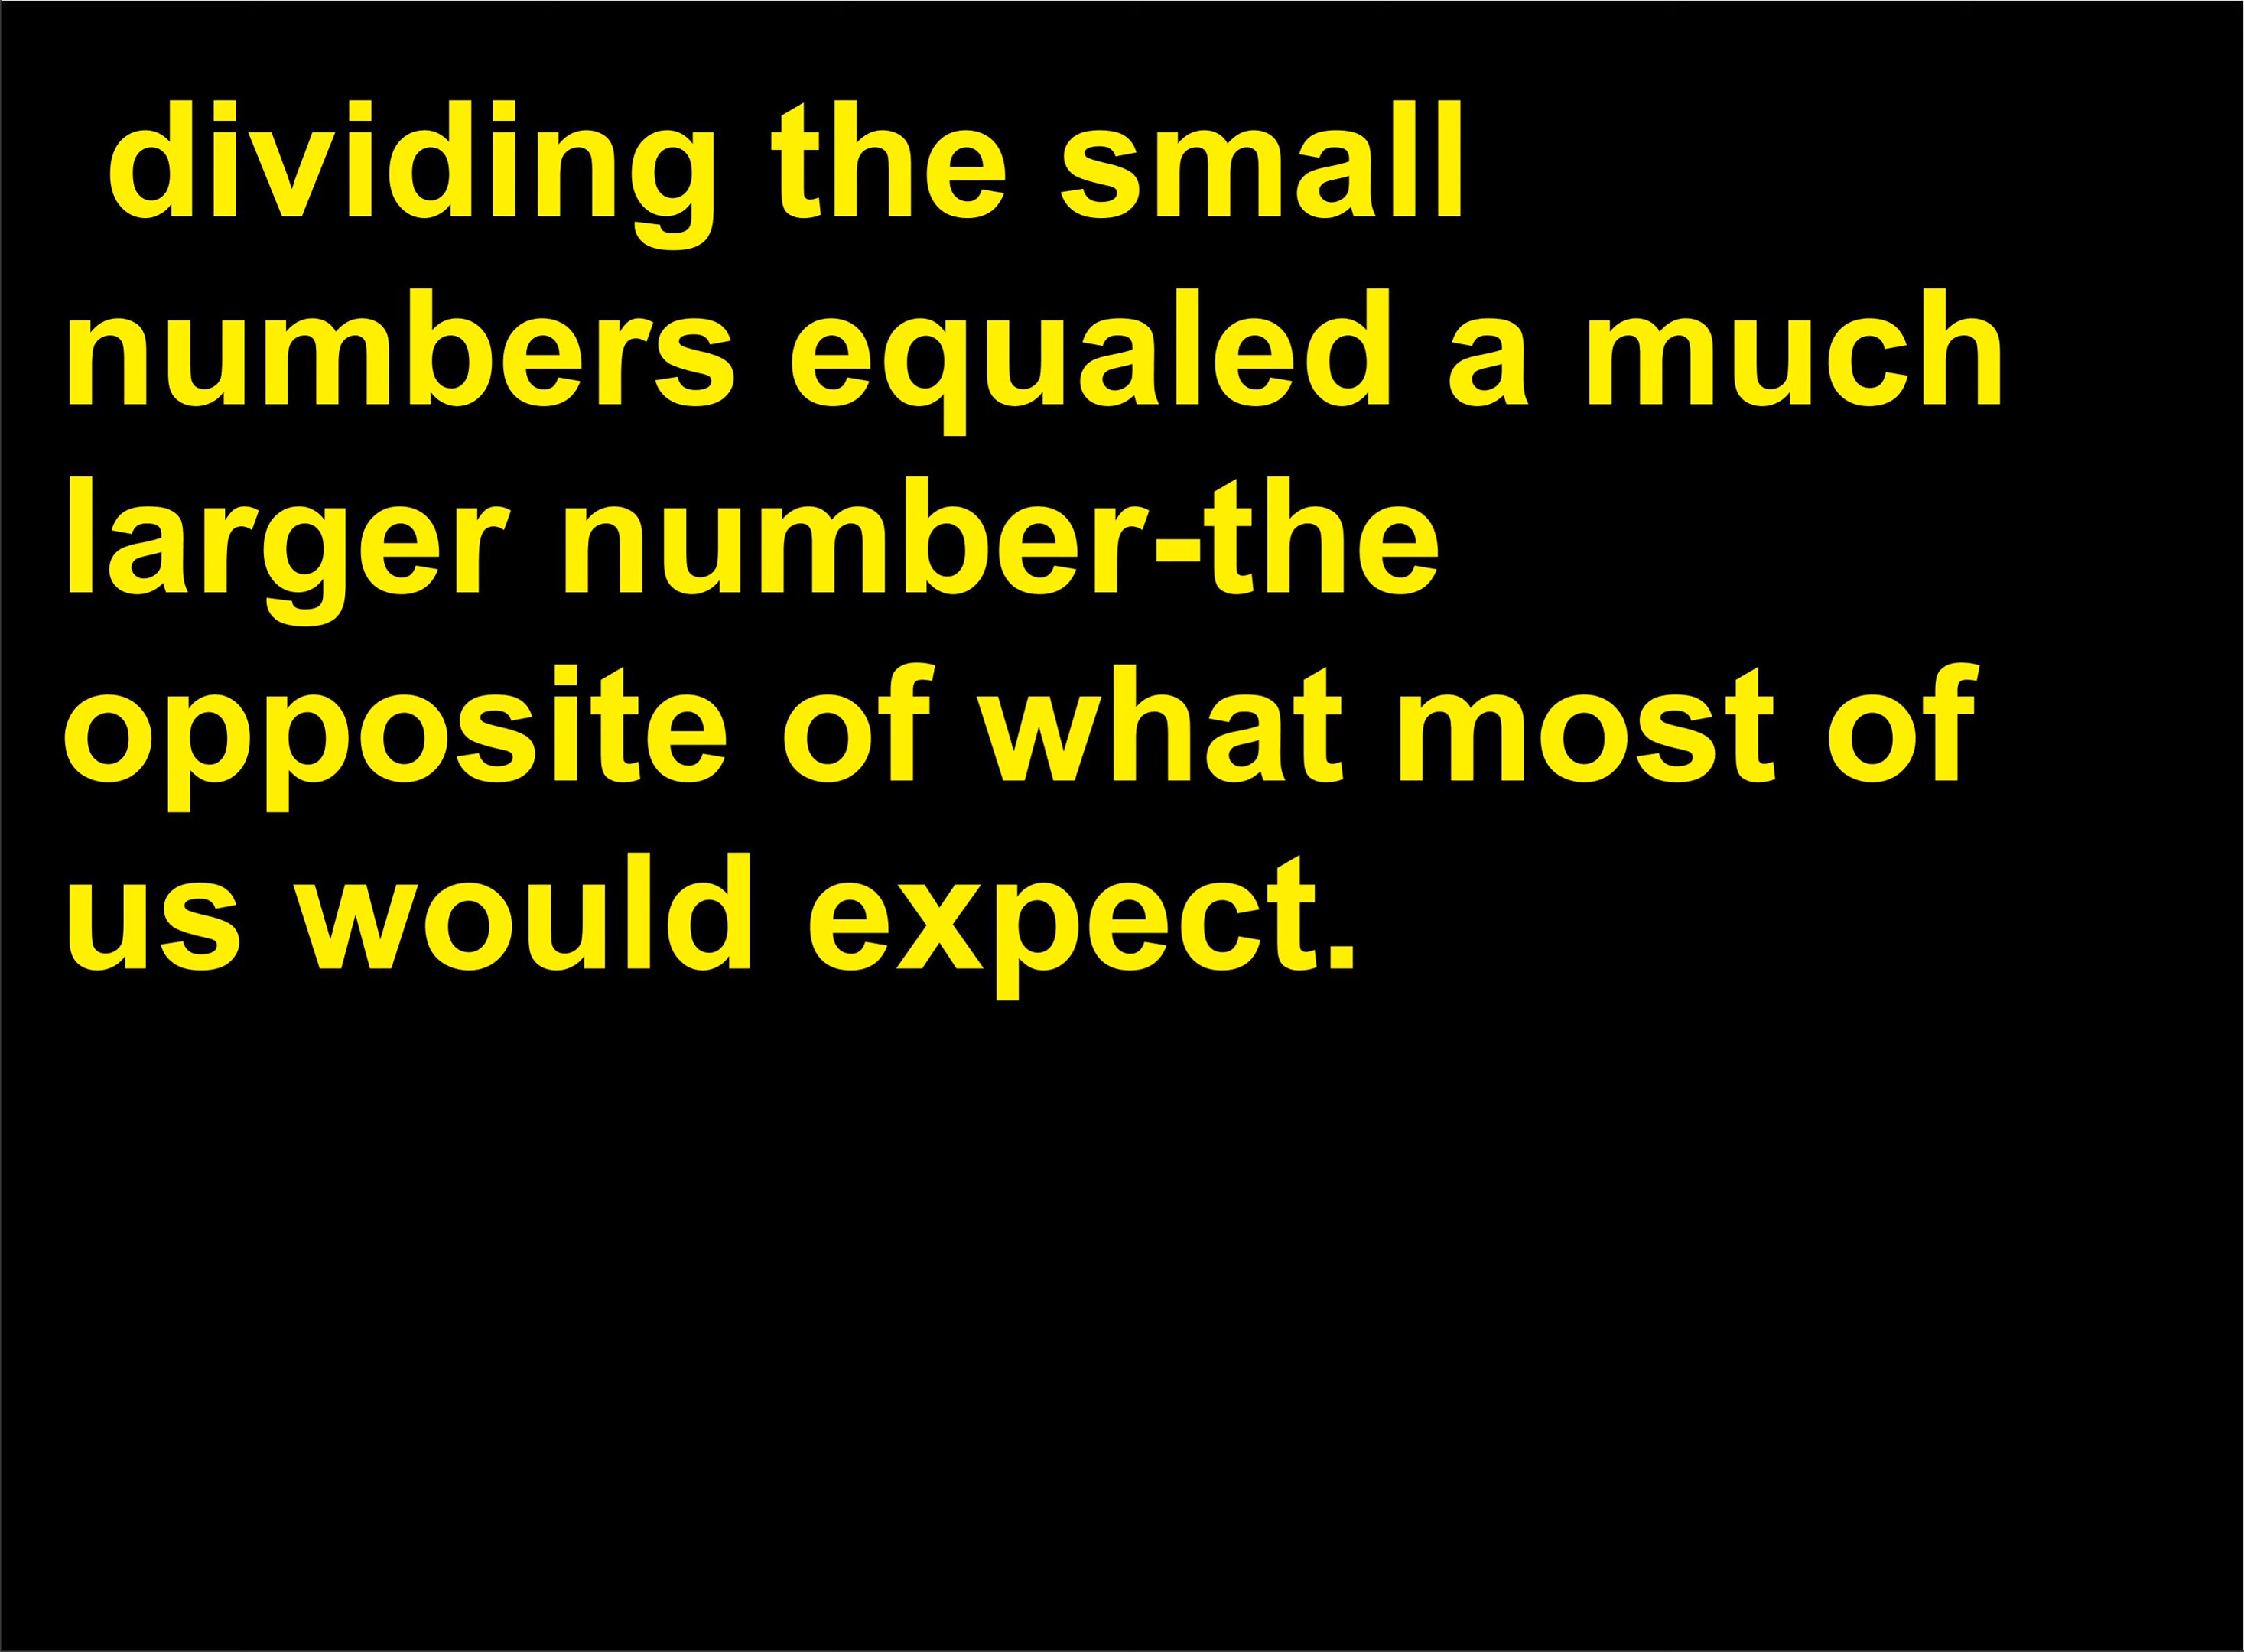 dividing the small
numbers equaled a much
larger number-the
opposite of what most of
us would expect.